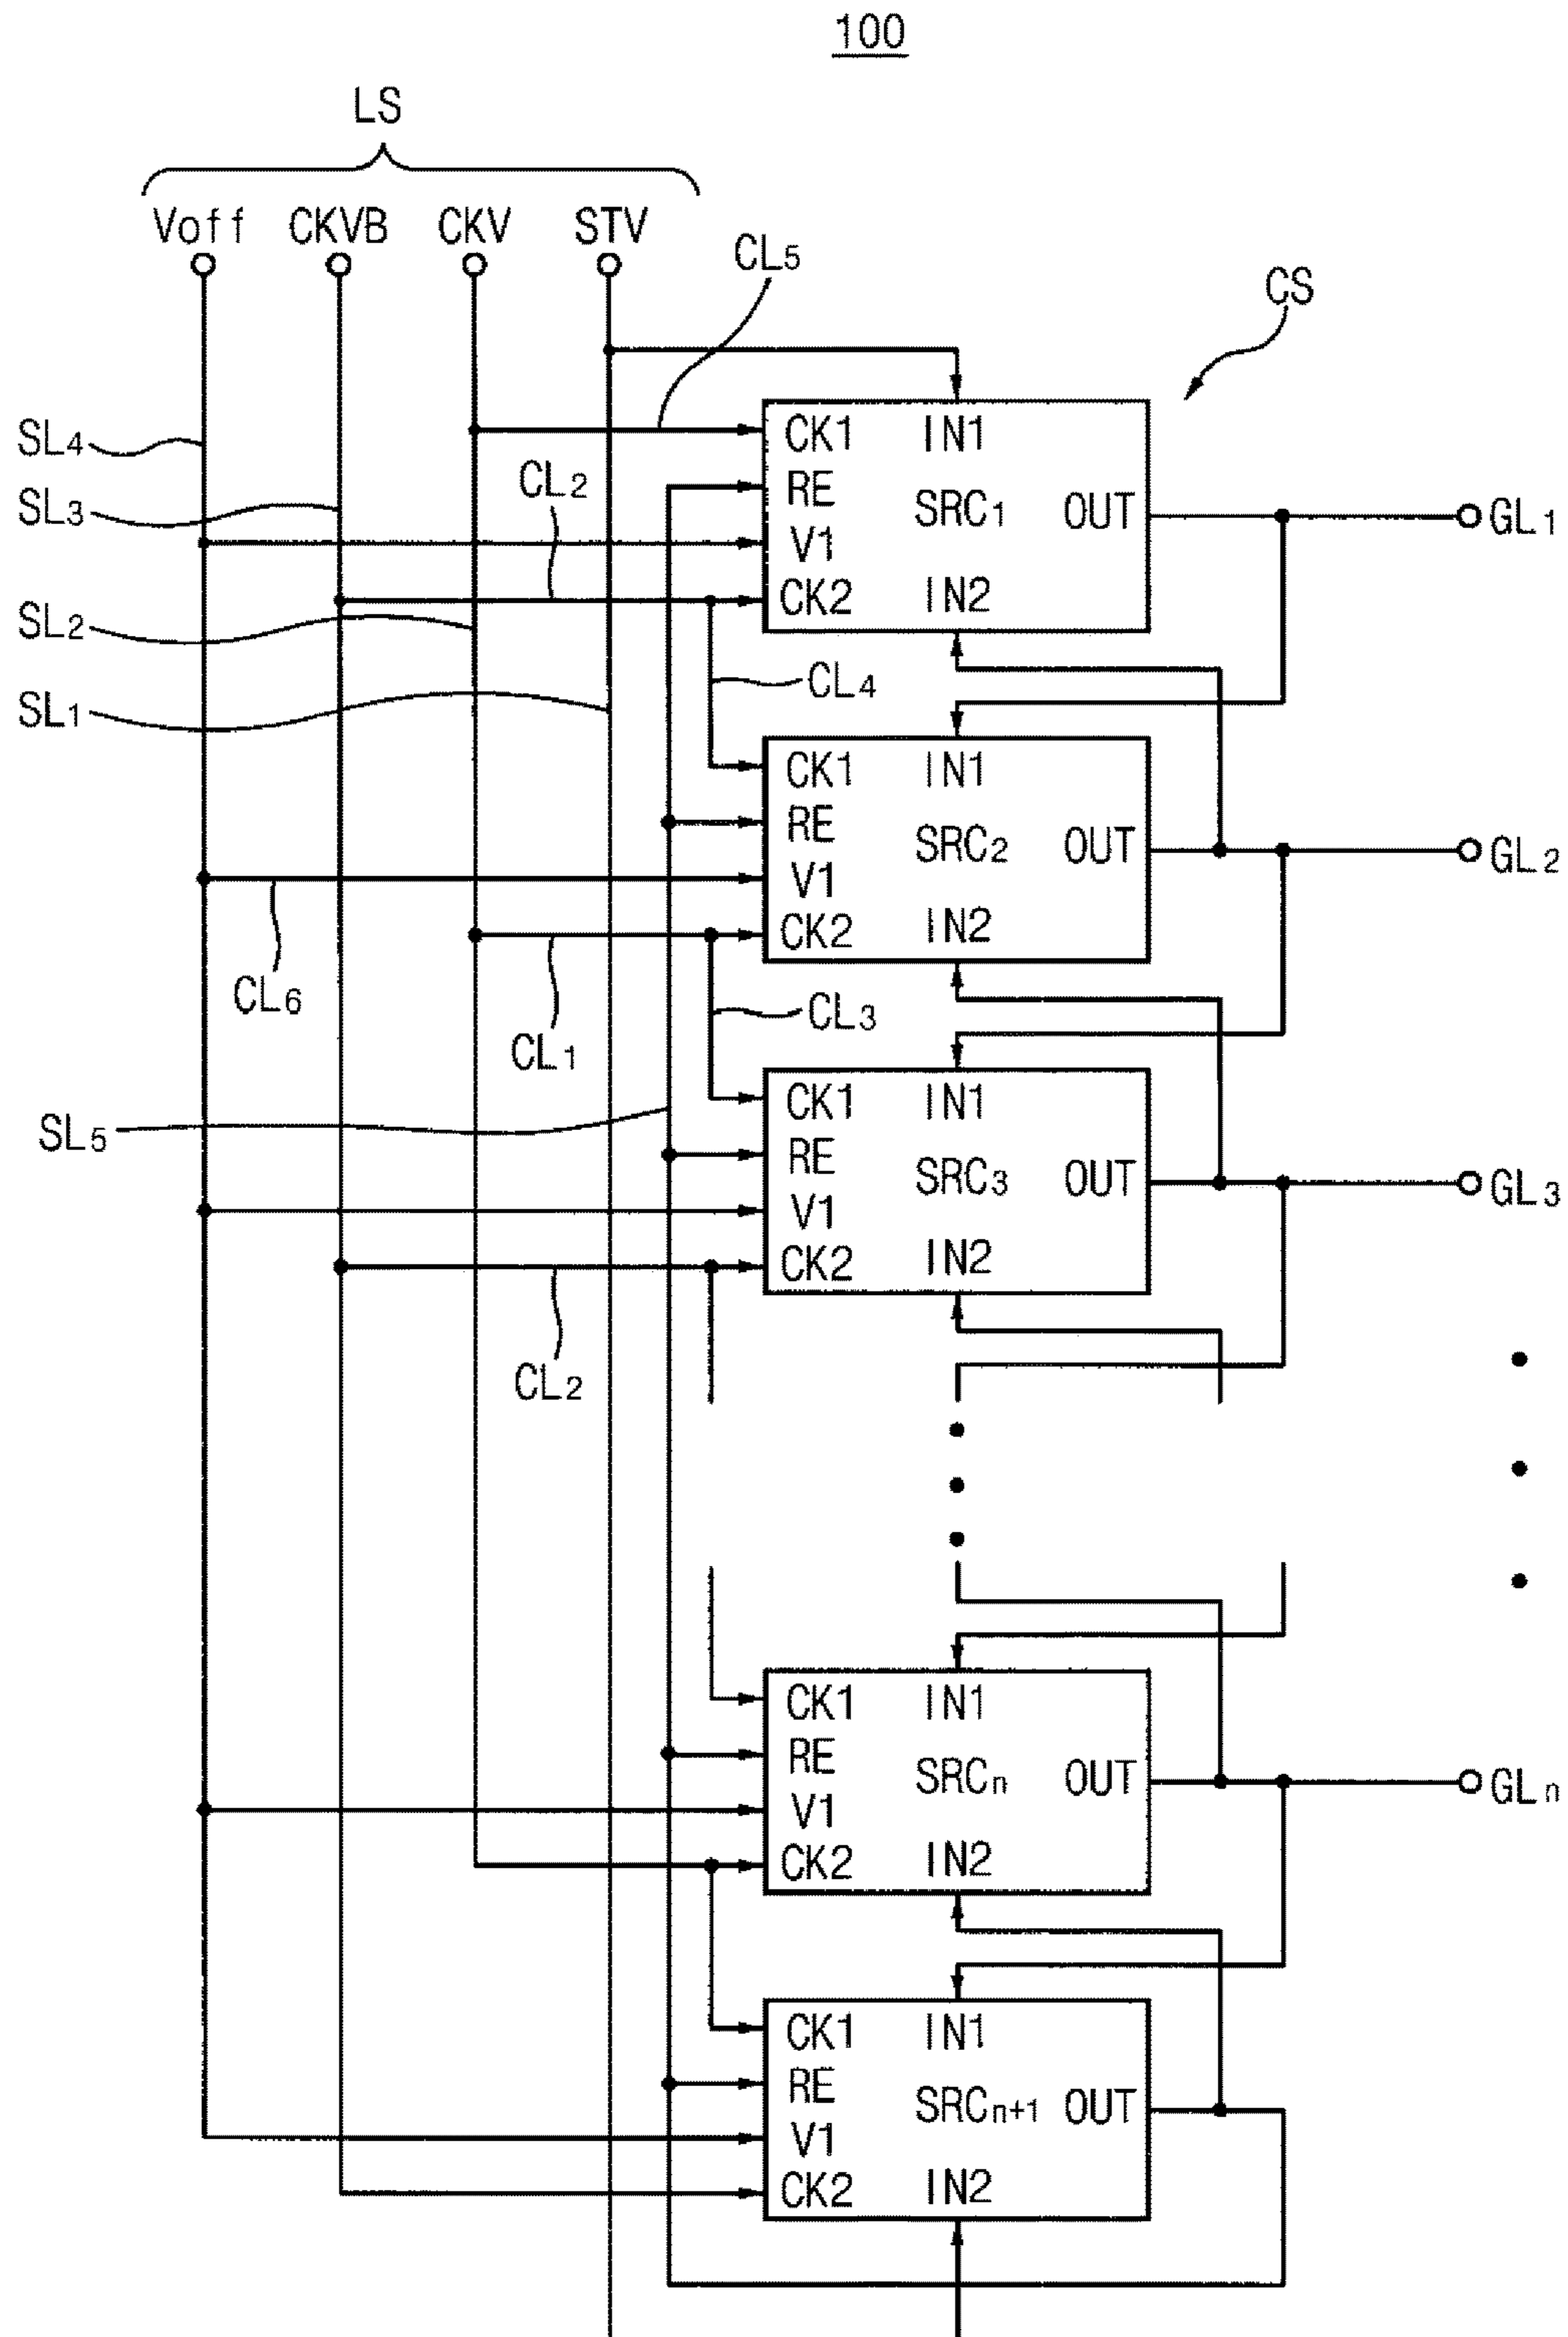 100
LS
Voff CKVB CKV STV
CL5
CS
SL4
SL3
SL2
SL1
CL2
CK1 IN1
RE
SRC1 OUT
V1
CK2 IN2
GL1
CL4
CK1 IN1
RE
SRC2 OUT
V1
CK2 IN2
GL2
CL6
CL1
CL3
SL5
CK1 IN1
RE
SRC3 OUT
V1
CK2 IN2
GL3
CL2
CK1 IN1
RE
SRCn OUT
V1
CK2 IN2
GLn
CK1 IN1
RE
SRCn+1 OUT
V1
CK2 IN2